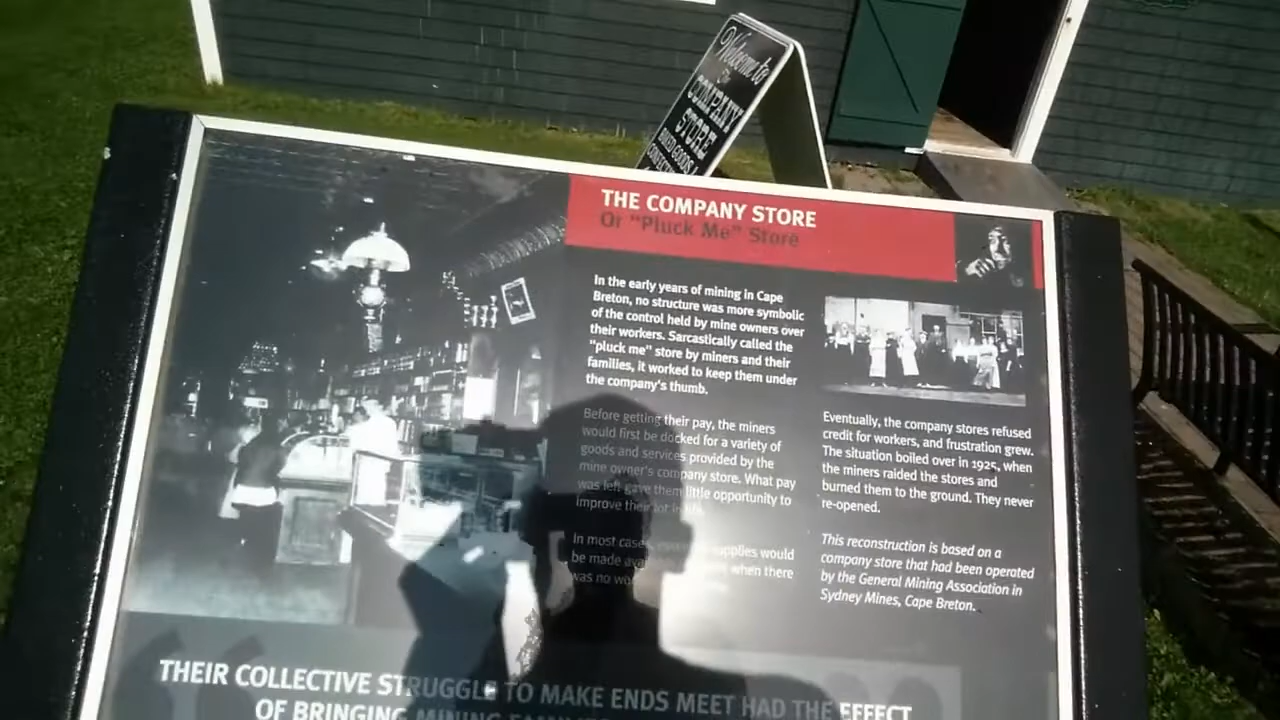 Welcome to
COMPANY
STORE
THE COMPANY STORE
Or "Pluck Me" Store
In the early years of mining in Cape
Breton, no structure was more symbolic
of the control held by mine owners over
their workers. Sarcastically called the
"pluck me" store by miners and their
families, it worked to keep them under
the company's thumb.
Before getting their pay, the miners
would first be docked for a variety of
goods and services provided by the
mine owner's company store. What pay
was left gave them little opportunity to
improve their lot in
In most cases supplies would
be made when there
was no
Eventually, the company stores refused
credit for workers, and frustration grew.
The situation boiled over in 1925, when
the miners raided the stores and
burned them to the ground. They never
re-opened.
This reconstruction is based on a
company store that had been operated
by the General Mining Association in
Sydney Mines, Cape Breton.
THEIR COLLECTIVE STRUGGLE TO MAKE ENDS MEET HAD THE EFFECT
OF BRINGING MINING